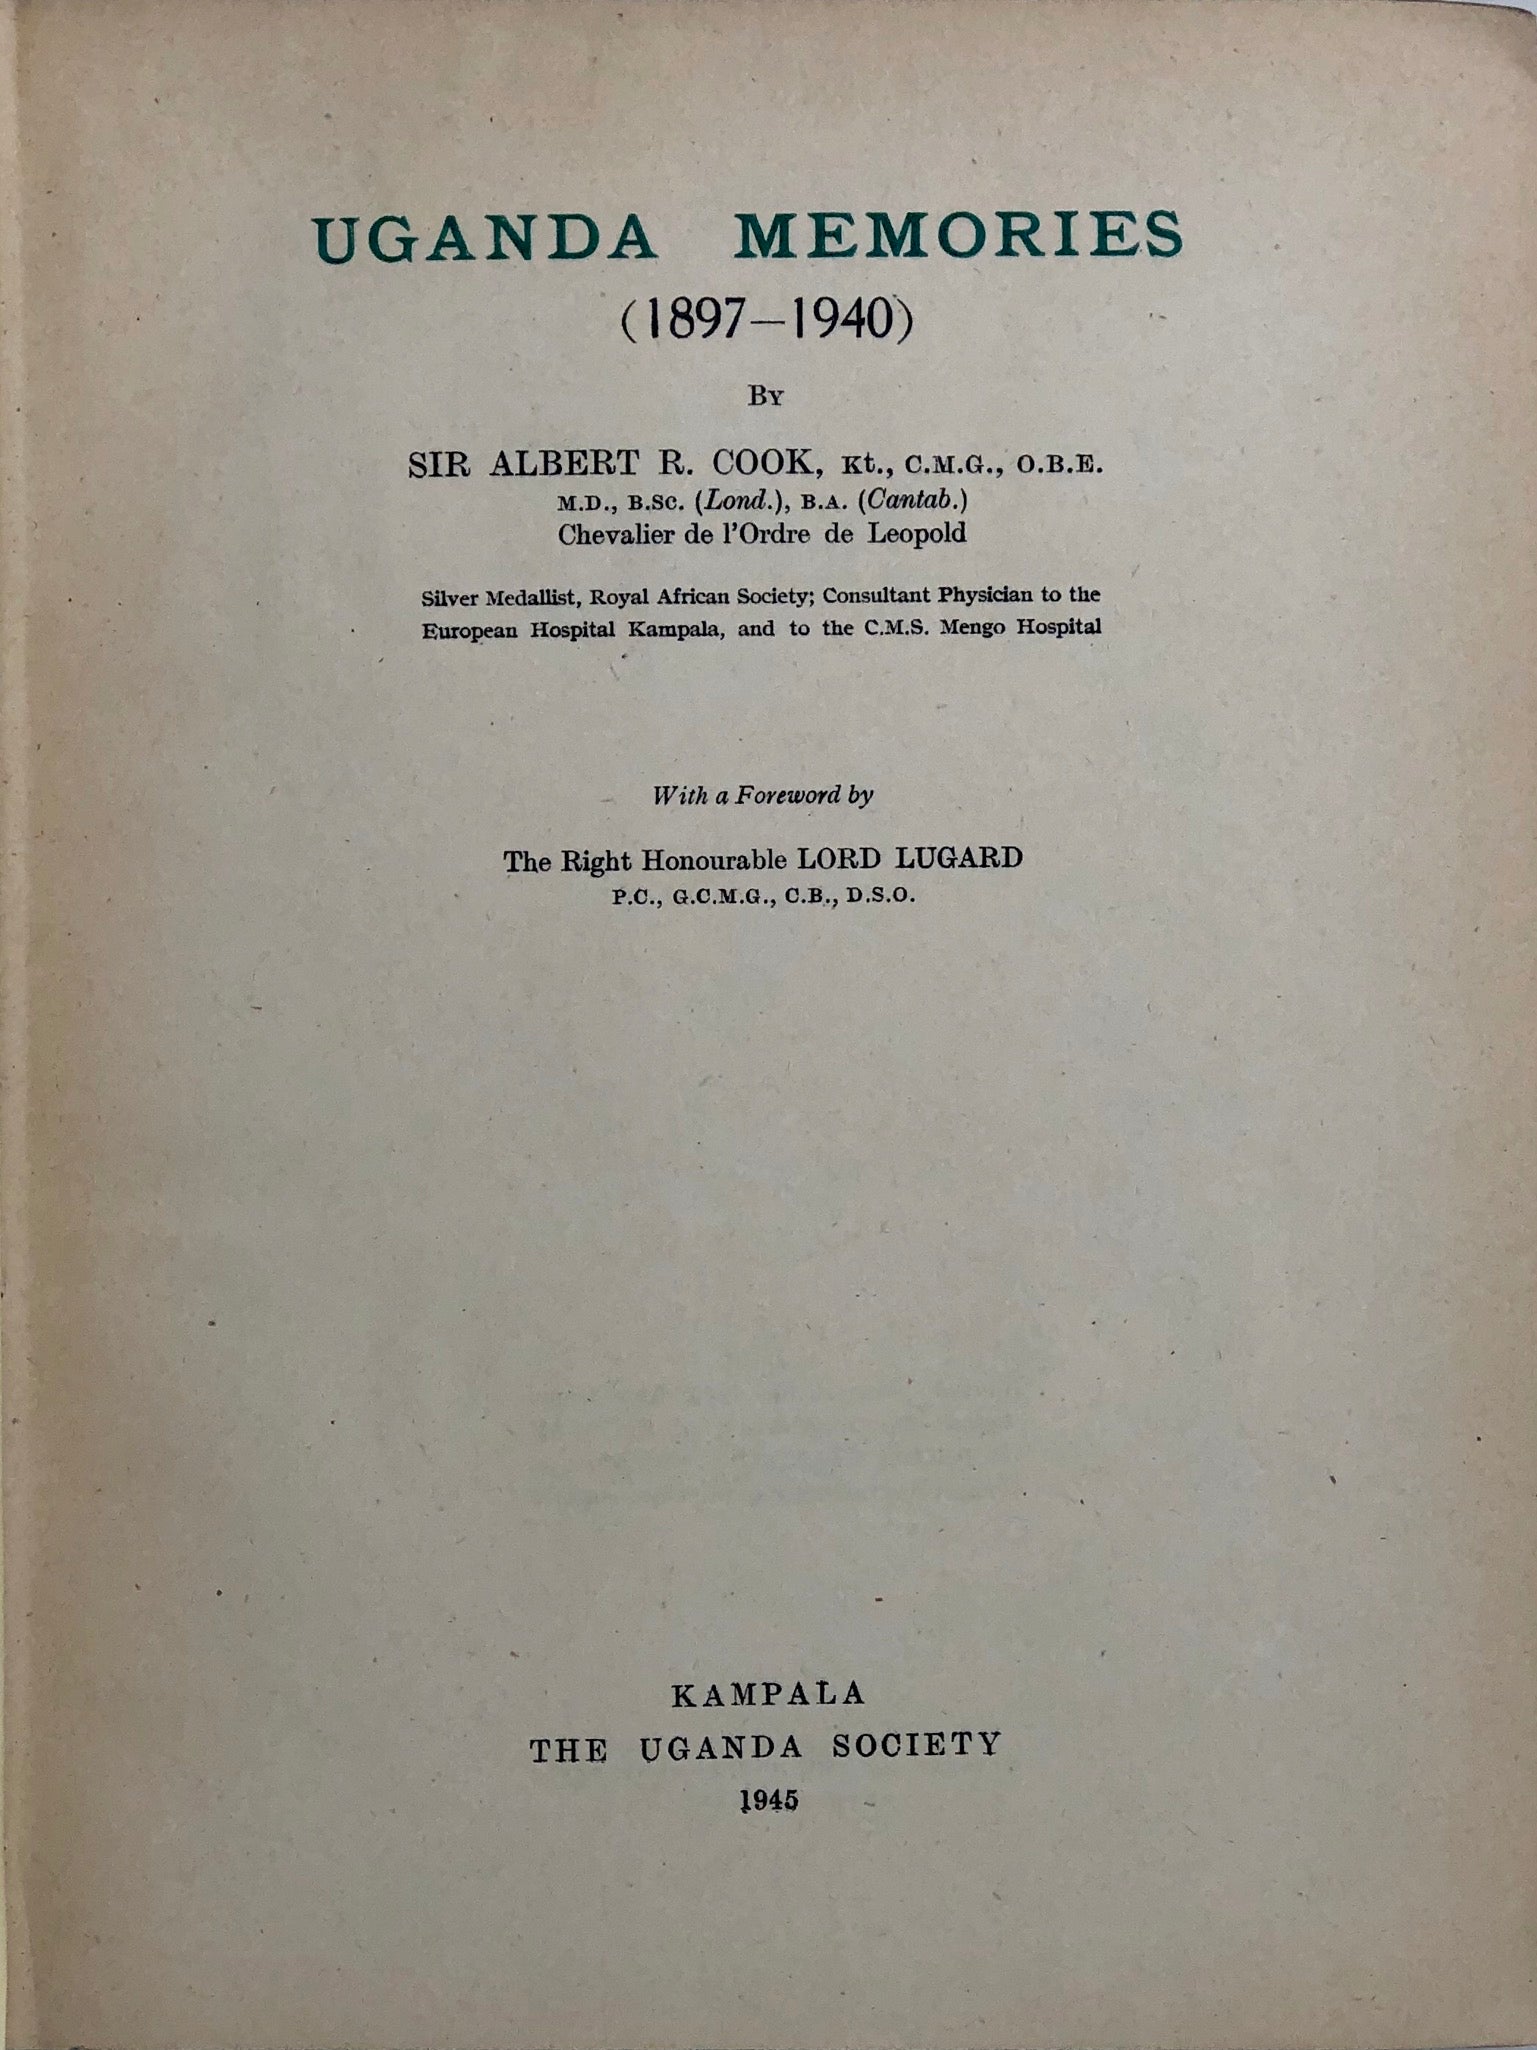 UGANDA MEMORIES
(1897–1940)
By
SIR ALBERT R. COOK, Kt., C.M.G., O.B.E.
M.D., B.Sc. (Lond.), B.A. (Cantab.)
Chevalier de l'Ordre de Leopold
Silver Medallist, Royal African Society; Consultant Physician to the
European Hospital Kampala, and to the C.M.S. Mengo Hospital
With a Foreword by
The Right Honourable LORD LUGARD
P.C., G.C.M.G., C.B., D.S.O.
KAMPALA
THE UGANDA SOCIETY
1945